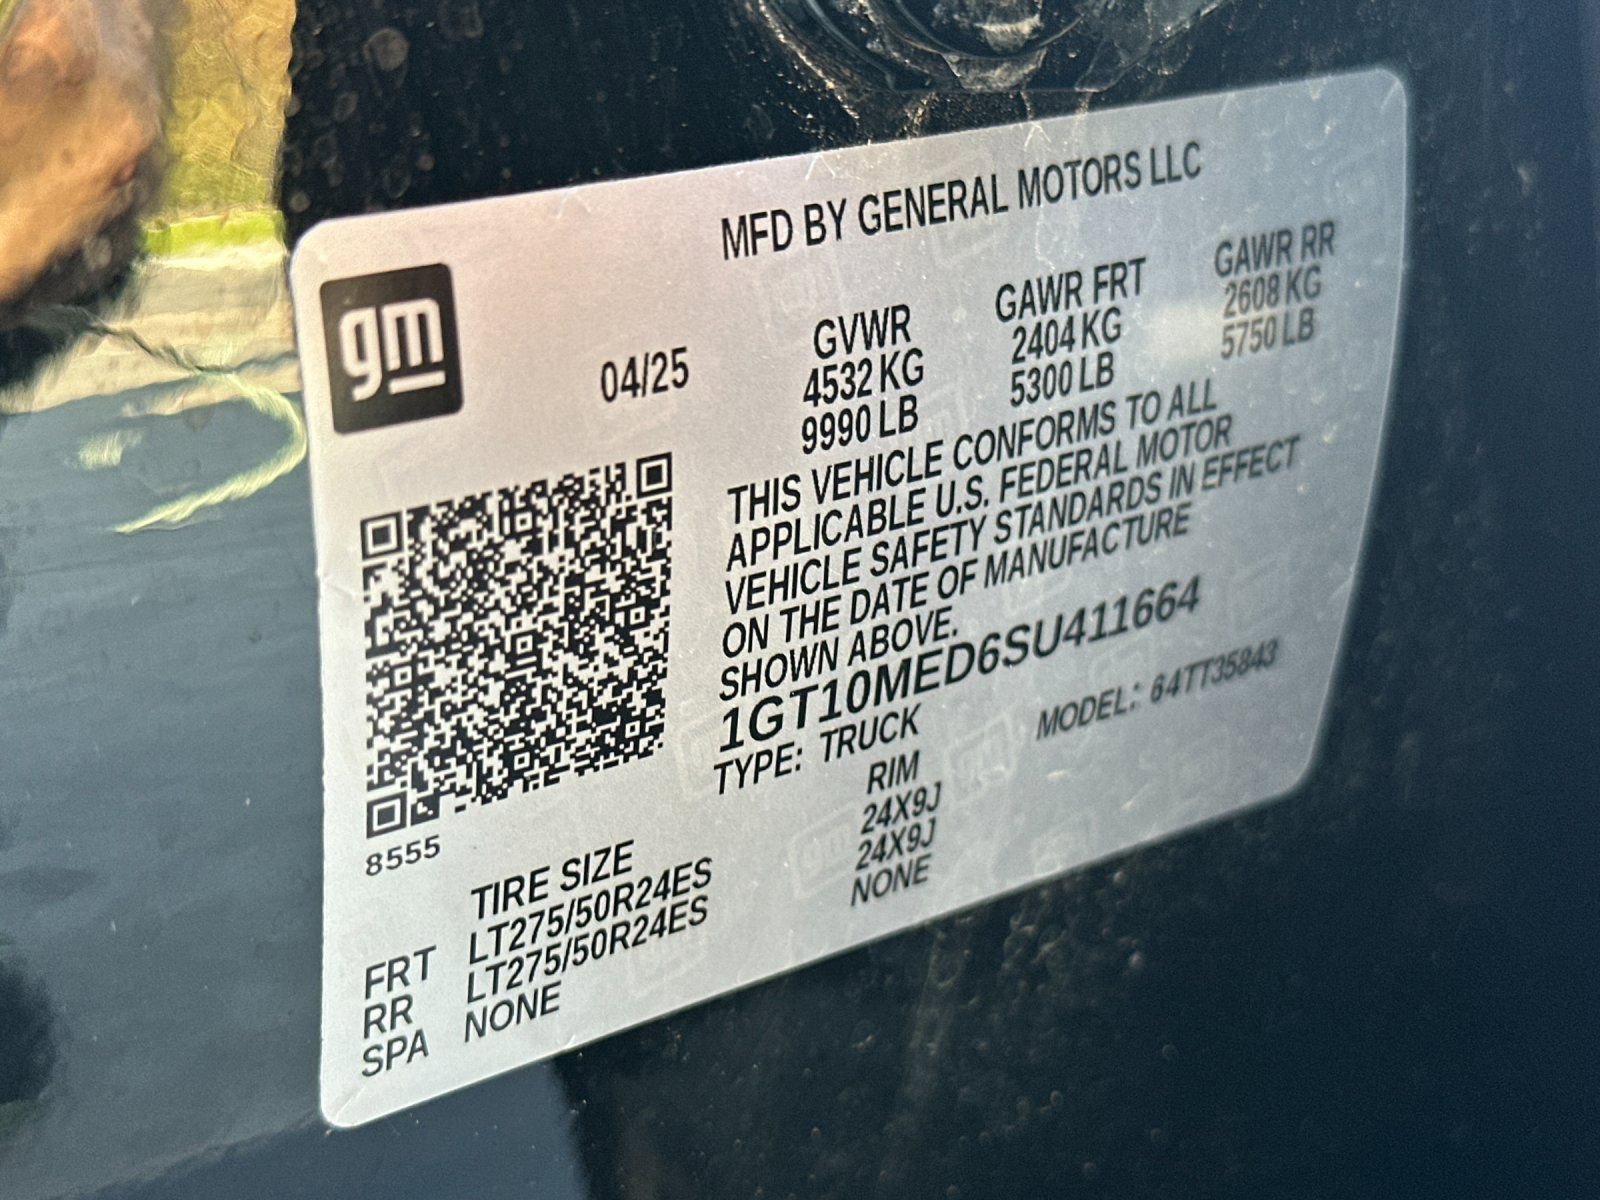 MFD BY GENERAL MOTORS LLC
gm
04/25
GVWR
4532 KG
9990 LB
GAWR FRT
2404 KG
5300 LB
GAWR RR
2608 KG
5750 LB
THIS VEHICLE CONFORMS TO ALL
APPLICABLE U.S. FEDERAL MOTOR
VEHICLE SAFETY STANDARDS IN EFFECT
ON THE DATE OF MANUFACTURE
SHOWN ABOVE.
1GT10MED6SU411664
TYPE: TRUCK
MODEL: 64TT35843
8555
TIRE SIZE RIM
FRT LT275/50R24ES 24X9J
RR LT275/50R24ES 24X9J
SPA NONE NONE